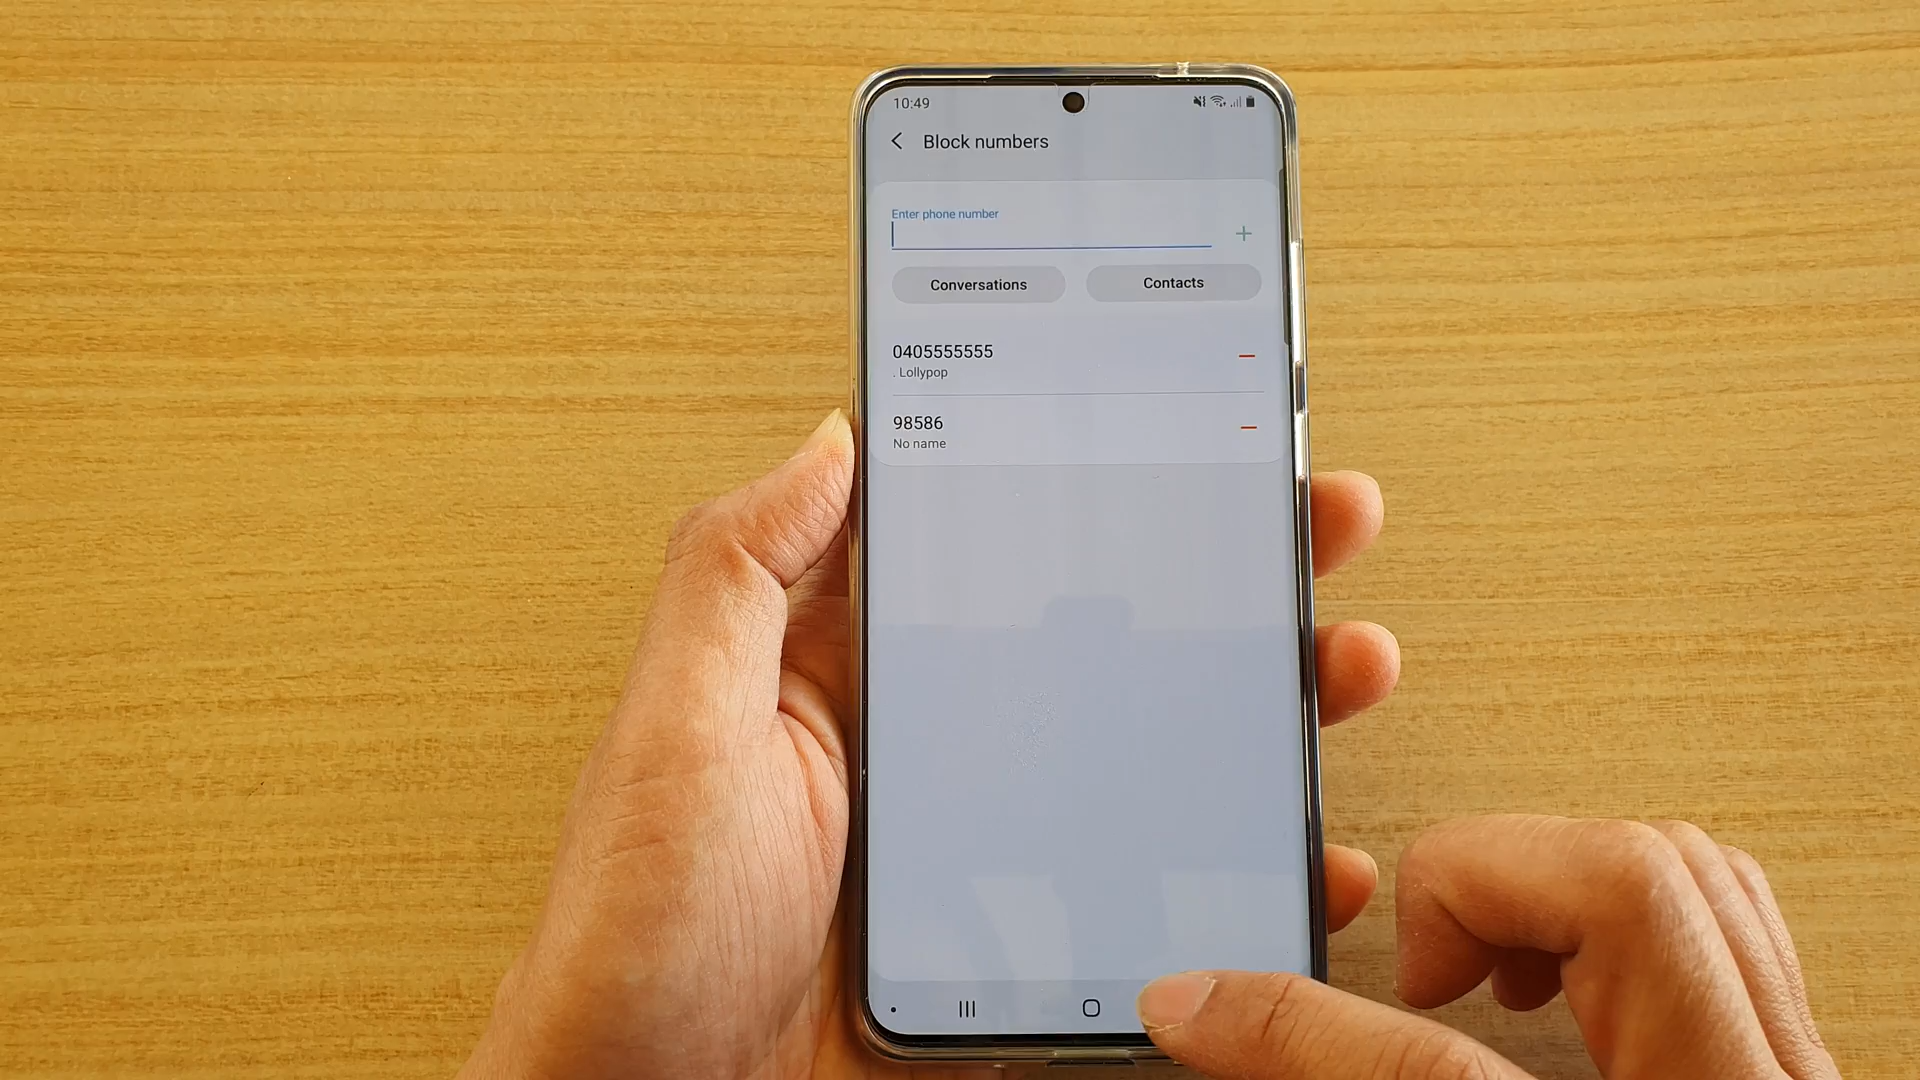 10:49
Block numbers
Enter phone number
Conversations
Contacts
0405555555
. Lollypop
98586
No name